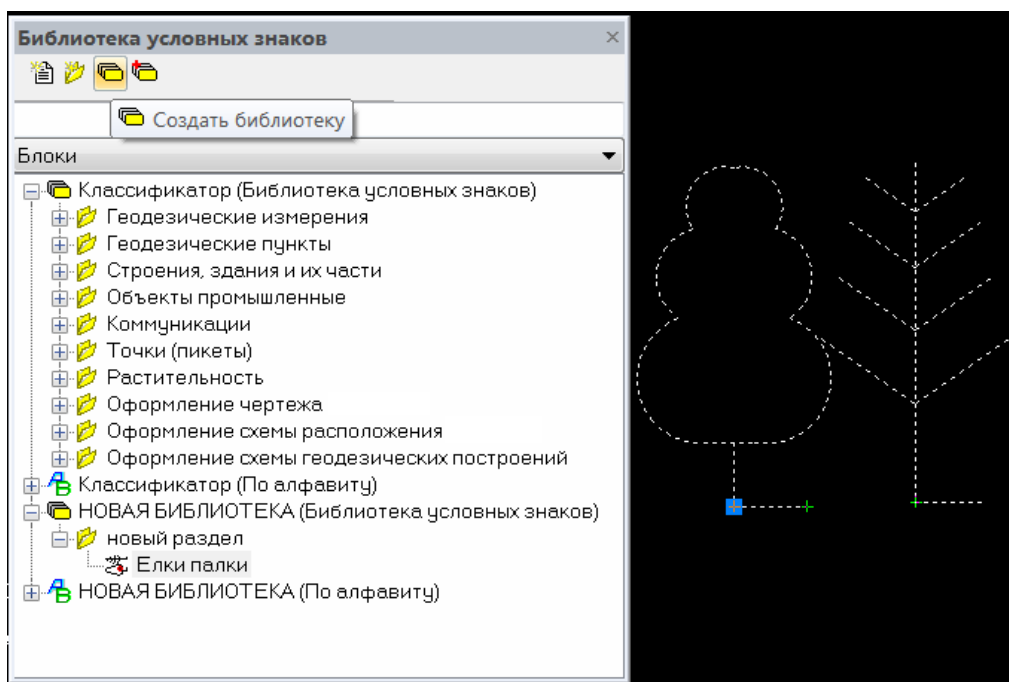 Библиотека условных знаков
Создать библиотеку
Блоки
Классификатор (Библиотека условных знаков)
Геодезические измерения
Геодезические пункты
Строения, здания и их части
Объекты промышленные
Коммуникации
Точки (пикеты)
Растительность
Оформление чертежа
Оформление схемы расположения
Оформление схемы геодезических построений
Классификатор (По алфавиту)
НОВАЯ БИБЛИОТЕКА (Библиотека условных знаков)
новый раздел
Елки палки
НОВАЯ БИБЛИОТЕКА (По алфавиту)